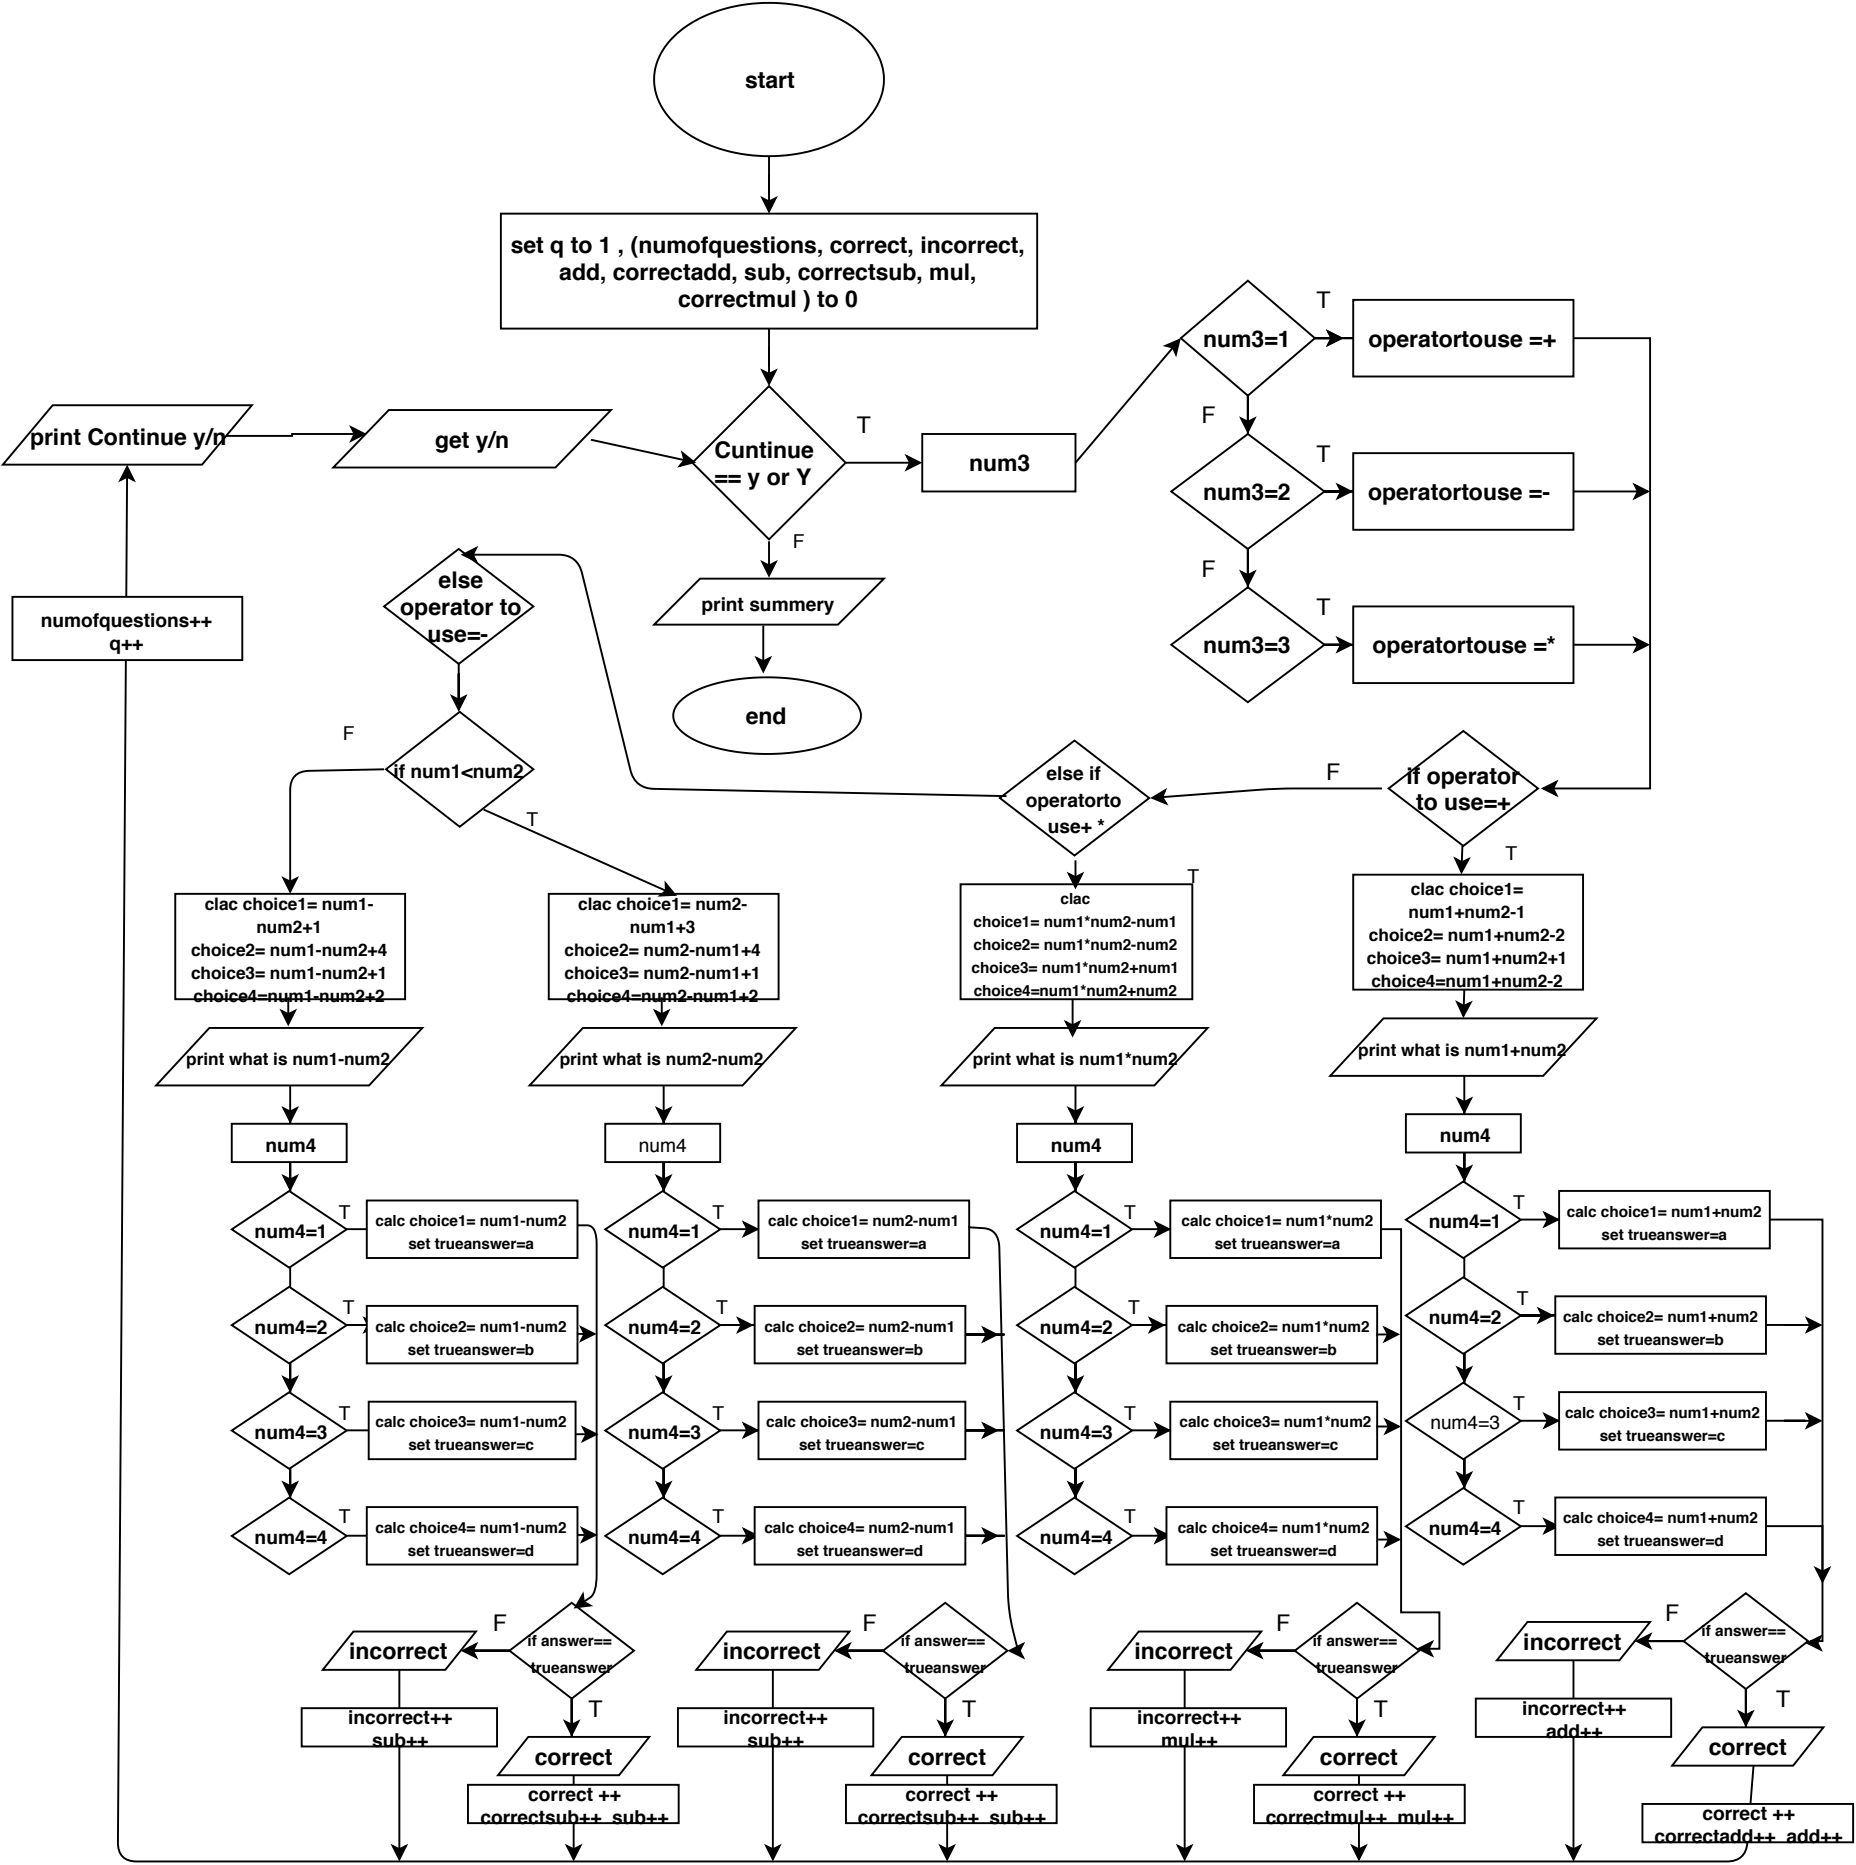 start
set q to 1 , (numofquestions, correct, incorrect,
add, correctadd, sub, correctsub, mul,
correctmul ) to 0
print Continue y/n
get y/n
Cuntinue
== y or Y
T
num3
F
print summery
end
num3=1
T
operatortouse =+
F
num3=2
T
operatortouse =-
F
num3=3
T
operatortouse =*
numofquestions++
q++
else
operator to
use=-
F
if num1<num2
T
else if
operatorto
use+ *
T
F
if operator
to use=+
T
clac choice1= num1-
num2+1
choice2= num1-num2+4
choice3= num1-num2+1
choice4=num1-num2+2
clac choice1= num2-
num1+3
choice2= num2-num1+4
choice3= num2-num1+1
choice4=num2-num1+2
clac
choice1= num1*num2-num1
choice2= num1*num2-num2
choice3= num1*num2+num1
choice4=num1*num2+num2
clac choice1=
num1+num2-1
choice2= num1+num2-2
choice3= num1+num2+1
choice4=num1+num2-2
print what is num1-num2
print what is num2-num2
print what is num1*num2
print what is num1+num2
num4
num4
num4
num4
num4=1
T
calc choice1= num1-num2
set trueanswer=a
num4=1
T
calc choice1= num2-num1
set trueanswer=a
num4=1
T
calc choice1= num1*num2
set trueanswer=a
num4=1
T
calc choice1= num1+num2
set trueanswer=a
num4=2
T
calc choice2= num1-num2
set trueanswer=b
num4=2
T
calc choice2= num2-num1
set trueanswer=b
num4=2
T
calc choice2= num1*num2
set trueanswer=b
num4=2
T
calc choice2= num1+num2
set trueanswer=b
num4=3
T
calc choice3= num1-num2
set trueanswer=c
num4=3
T
calc choice3= num2-num1
set trueanswer=c
num4=3
T
calc choice3= num1*num2
set trueanswer=c
num4=3
T
calc choice3= num1+num2
set trueanswer=c
num4=4
T
calc choice4= num1-num2
set trueanswer=d
num4=4
T
calc choice4= num2-num1
set trueanswer=d
num4=4
T
calc choice4= num1*num2
set trueanswer=d
num4=4
T
calc choice4= num1+num2
set trueanswer=d
incorrect
F
if answer==
trueanswer
T
incorrect++
sub++
correct
correct ++
correctsub++ sub++
incorrect
F
if answer==
trueanswer
T
incorrect++
sub++
correct
correct ++
correctsub++ sub++
incorrect
F
if answer==
trueanswer
T
incorrect++
mul++
correct
correct ++
correctmul++ mul++
incorrect
F
if answer==
trueanswer
T
incorrect++
add++
correct
correct ++
correctadd++ add++